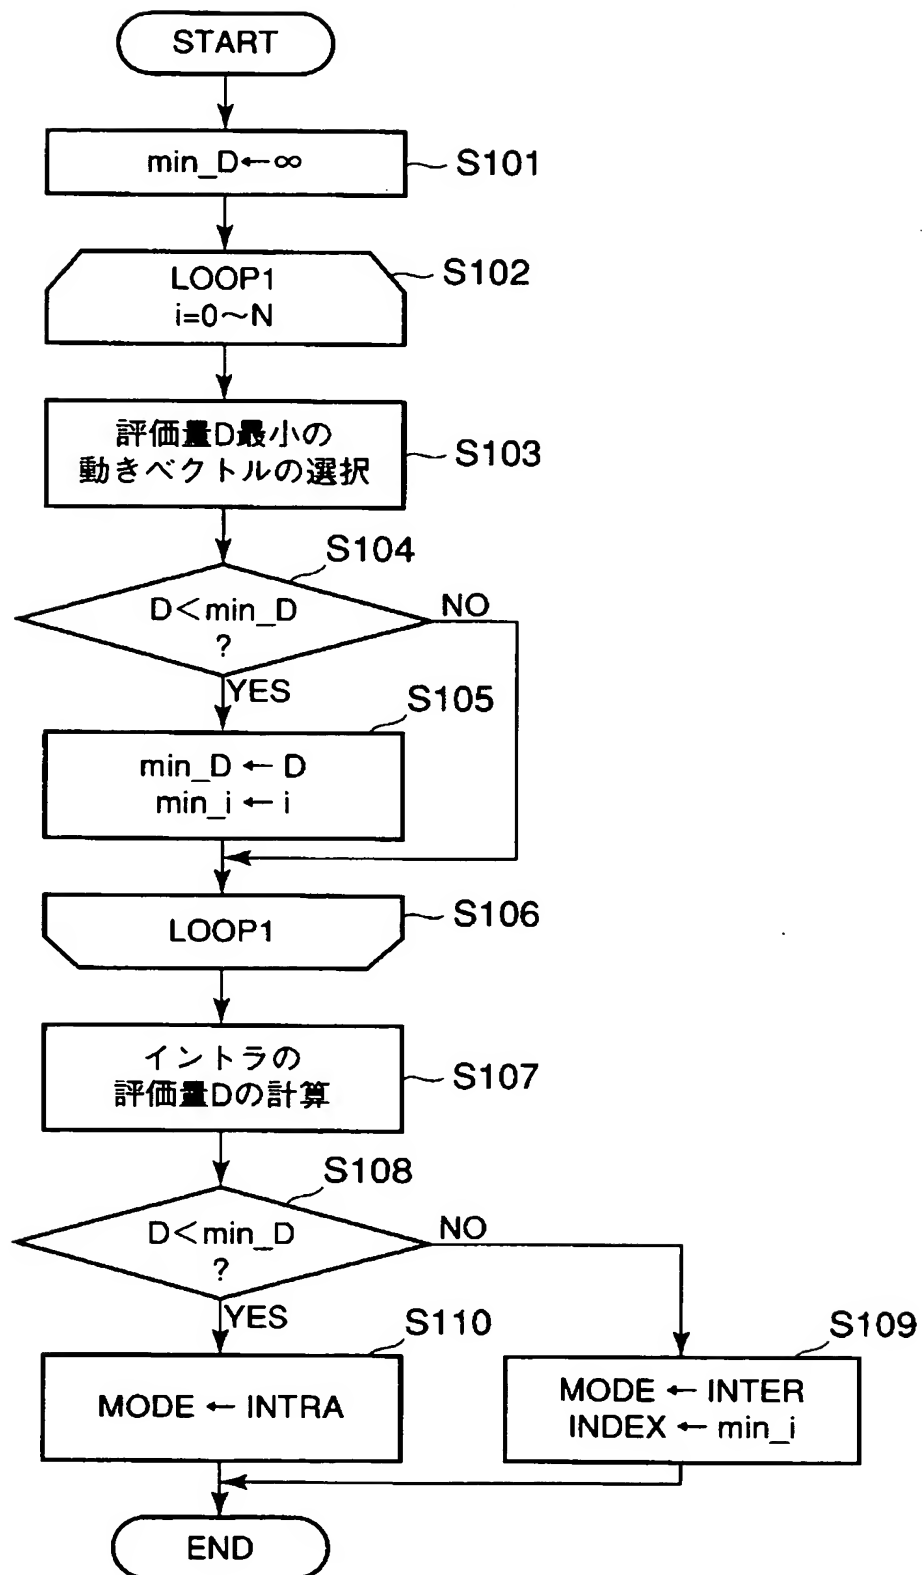 START
min_D←∞
S101
LOOP1
i=0～N
S102
評価量D最小の
動きベクトルの選択
S103
S104
D＜min_D
?
NO
YES
S105
min_D ← D
min_i ← i
LOOP1
S106
イントラの
評価量Dの計算
S107
S108
D＜min_D
?
NO
YES
S110
S109
MODE ← INTRA
MODE ← INTER
INDEX ← min_i
END